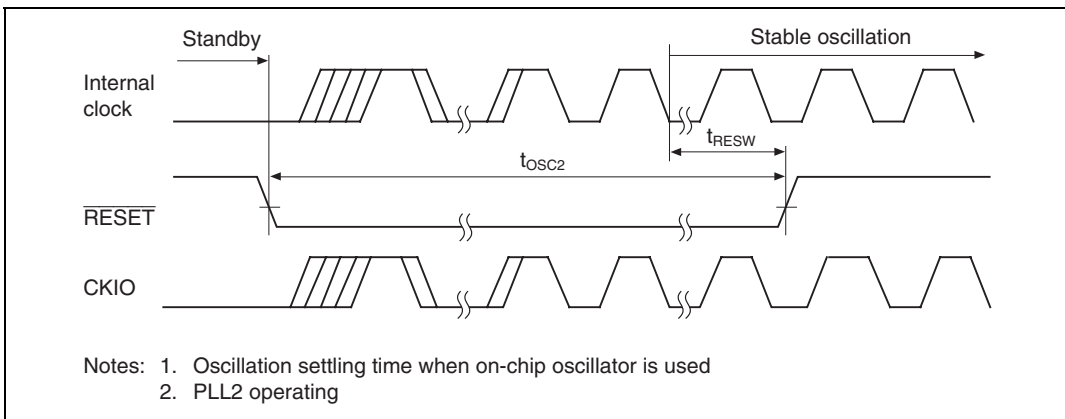 Standby
Stable oscillation
Internal
clock
tRESW
tOSC2
RESET
CKIO
Notes: 1. Oscillation settling time when on-chip oscillator is used
2. PLL2 operating